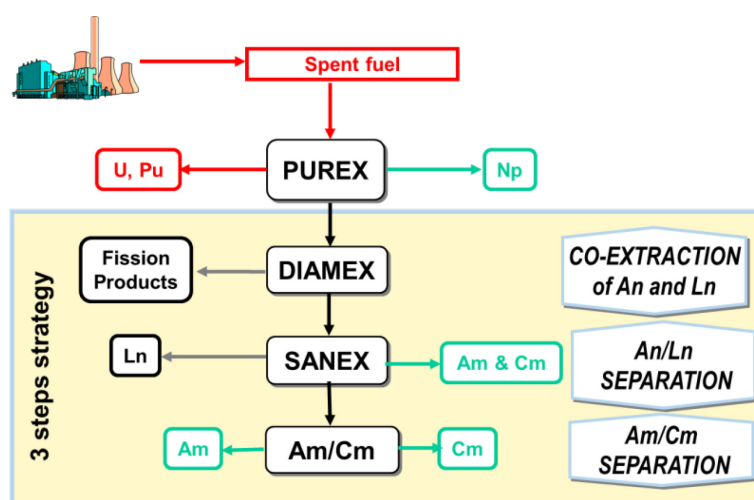 Spent fuel
U, Pu
PUREX
Np
3 steps strategy
Fission
Products
DIAMEX
CO-EXTRACTION
of An and Ln
Ln
SANEX
Am & Cm
An/Ln
SEPARATION
Am
Am/Cm
Cm
Am/Cm
SEPARATION